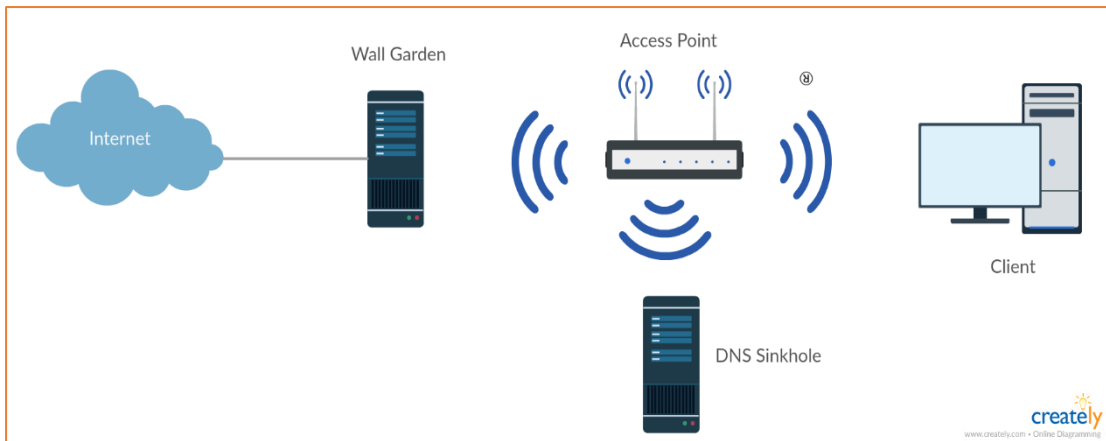 Access Point
Wall Garden
®
Internet
Client
DNS Sinkhole
creately
www.creately.com • Online Diagramming